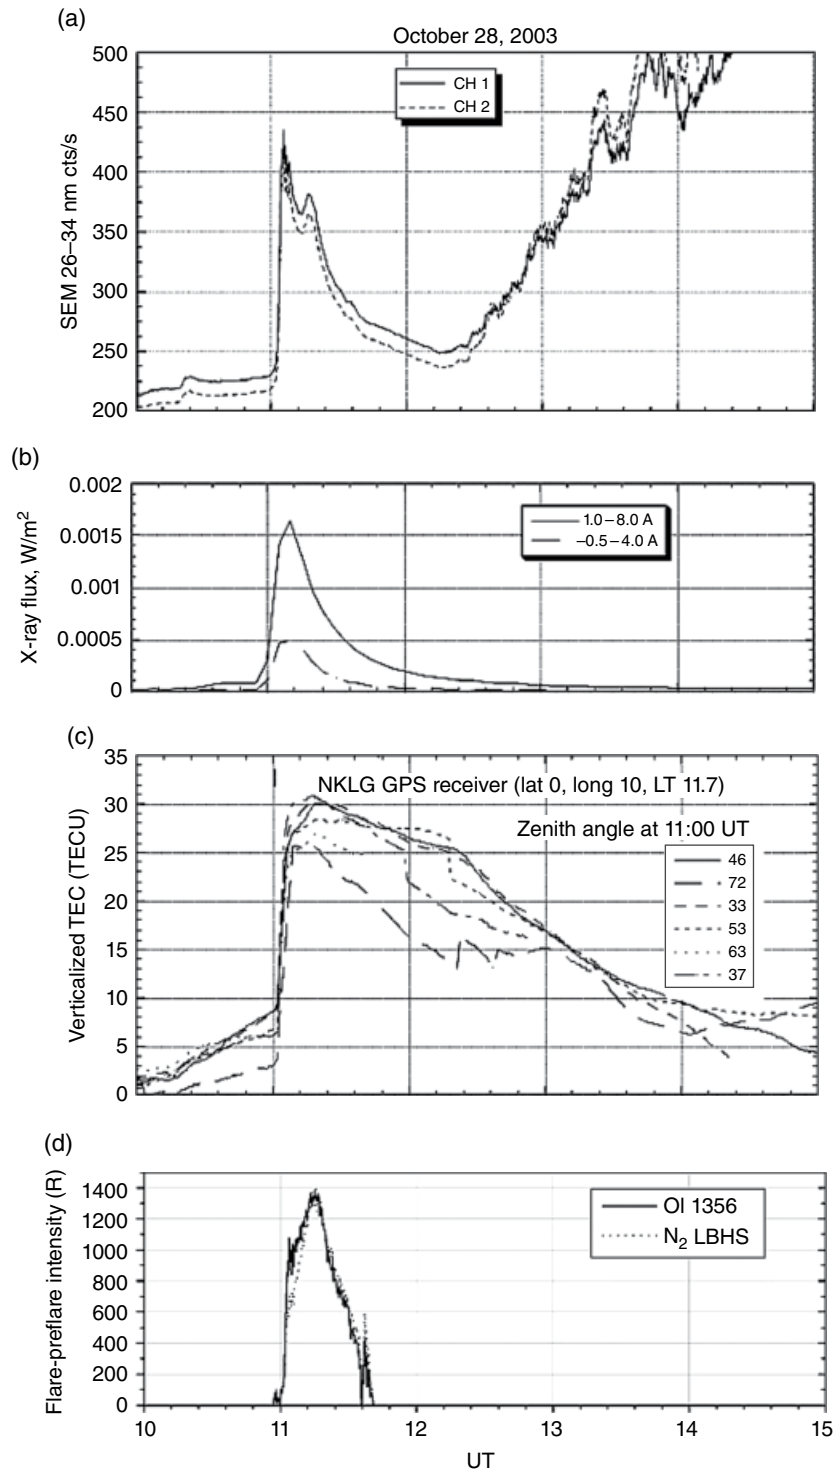 (a)
October 28, 2003
SEM 26–34 nm cts/s
500
450
400
350
300
250
200
CH 1
CH 2
(b)
X-ray flux, W/m²
0.002
0.0015
0.001
0.0005
0
1.0–8.0 A
–0.5–4.0 A
(c)
Verticalized TEC (TECU)
35
30
25
20
15
10
5
0
NKLG GPS receiver (lat 0, long 10, LT 11.7)
Zenith angle at 11:00 UT
46
72
33
53
63
37
(d)
Flare-preflare intensity (R)
1400
1200
1000
800
600
400
200
0
OI 1356
N₂ LBHS
10 11 12 13 14 15
UT